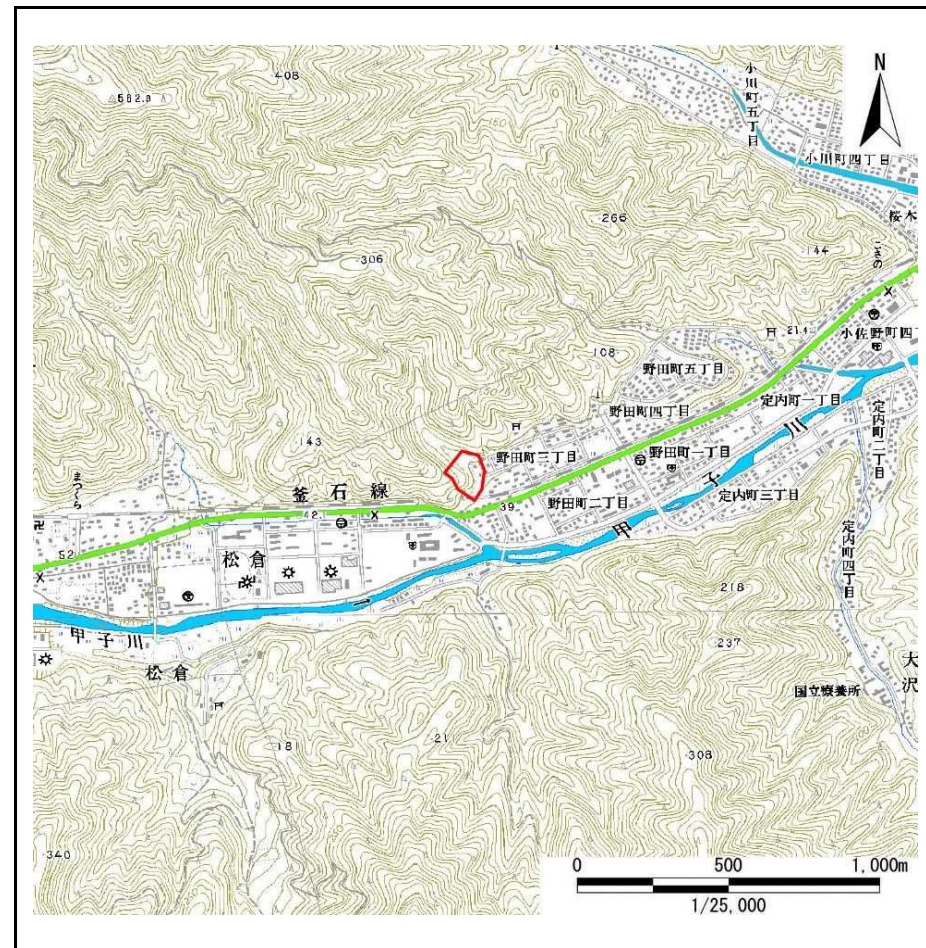 408
小川町五丁目
N
562.8
小川町四丁目
桜木
266
144
こさの
306
21.4
小佐野町四丁
108
野田町五丁目
野田町四丁目
定内町一丁目
定内町二丁目
143
野田町三丁目
野田町一丁目
川
まつくら
釜石線
42
39
野田町二丁目
子
定内町三丁目
甲
52
松倉
定内町四丁目
218
甲子川
237
松倉
大沢
国立療養所
181
21
308
340
0 500 1,000m
1/25,000